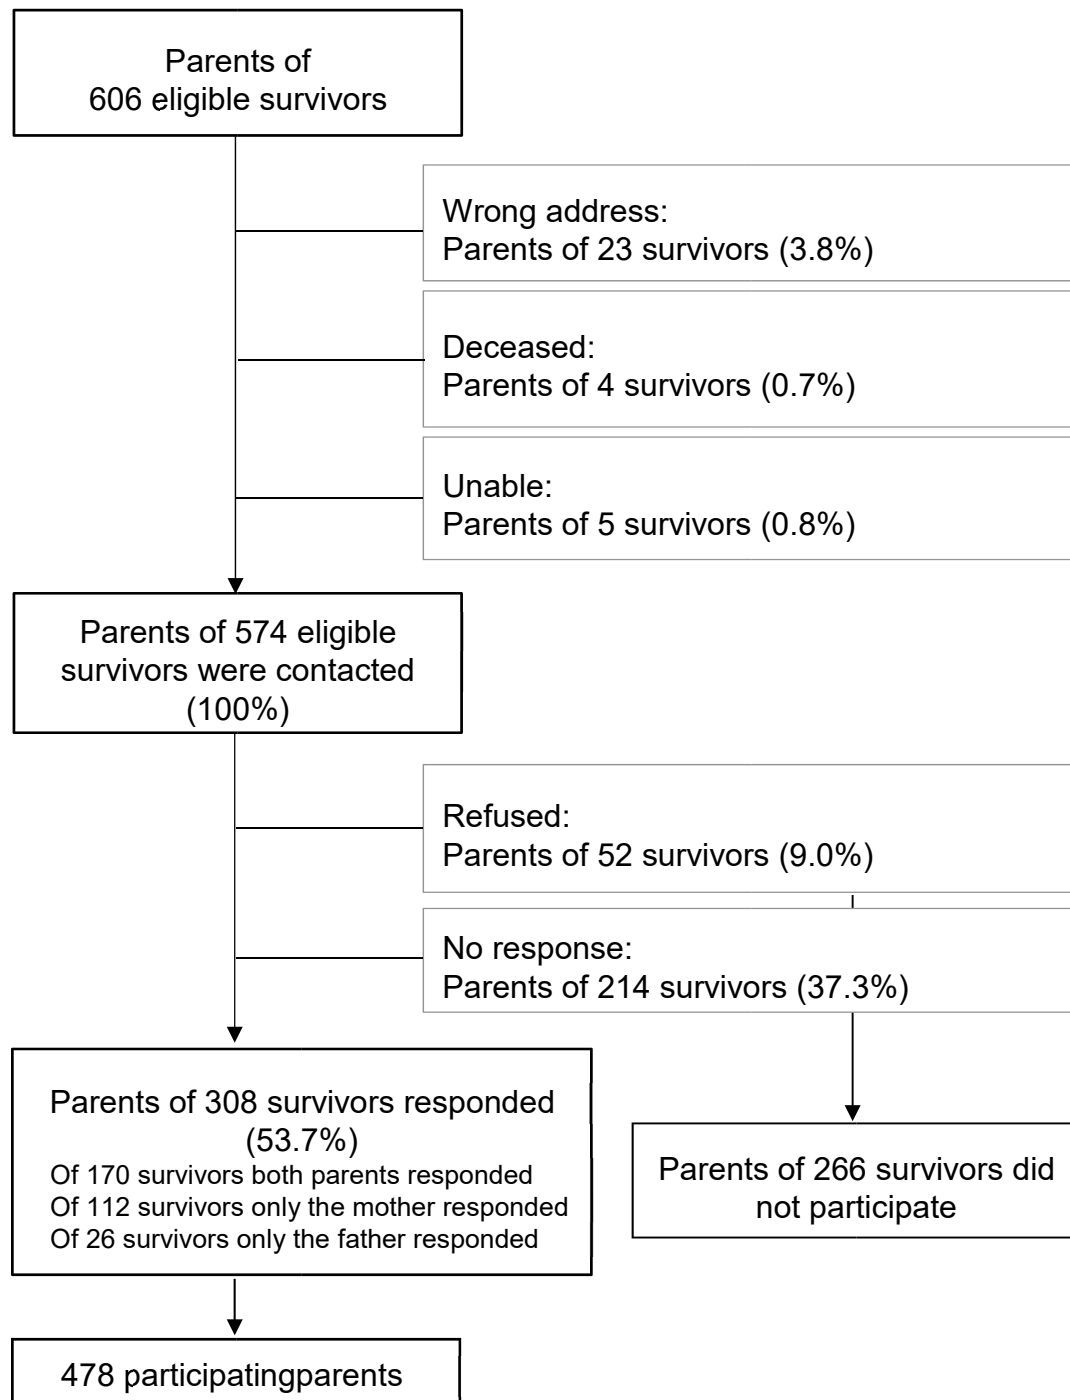 Parents of
606 eligible survivors
Wrong address:
Parents of 23 survivors (3.8%)
Deceased:
Parents of 4 survivors (0.7%)
Unable:
Parents of 5 survivors (0.8%)
Parents of 574 eligible
survivors were contacted
(100%)
Refused:
Parents of 52 survivors (9.0%)
No response:
Parents of 214 survivors (37.3%)
Parents of 308 survivors responded
(53.7%)
Of 170 survivors both parents responded
Of 112 survivors only the mother responded
Of 26 survivors only the father responded
Parents of 266 survivors did
not participate
478 participatingparents